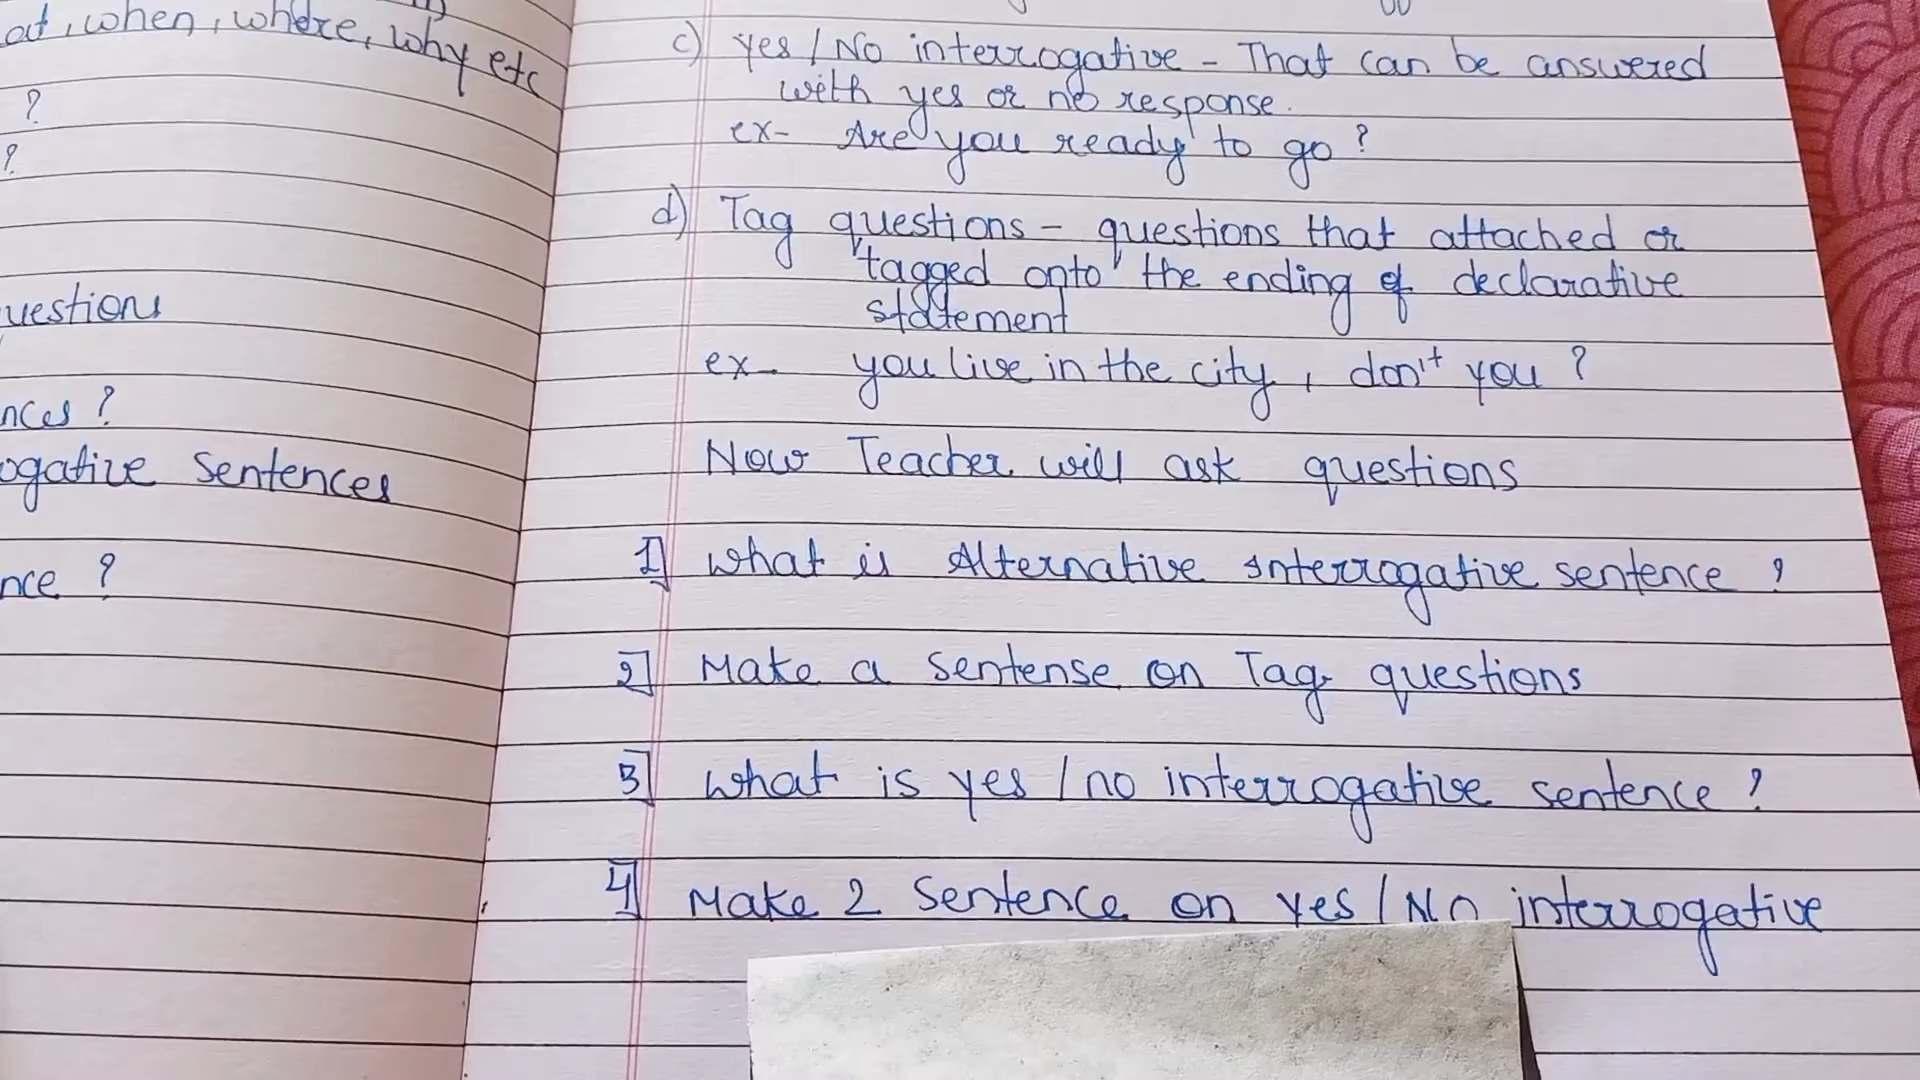 at, when, where, why etc
?
?
uestions
nces ?
ogative Sentences
nce ?
c) yes / No interrogative - That can be answered
with yes or no response.
ex- Are you ready to go ?
d) Tag questions - questions that attached or
'tagged onto' the ending of declarative
statement
ex- you live in the city, don't you ?
Now Teacher will ask questions
1] what is Alternative Interrogative sentence ?
2] Make a sentense on Tag questions
3] what is yes / no interrogative sentence ?
4] Make 2 Sentence on yes / No interrogative